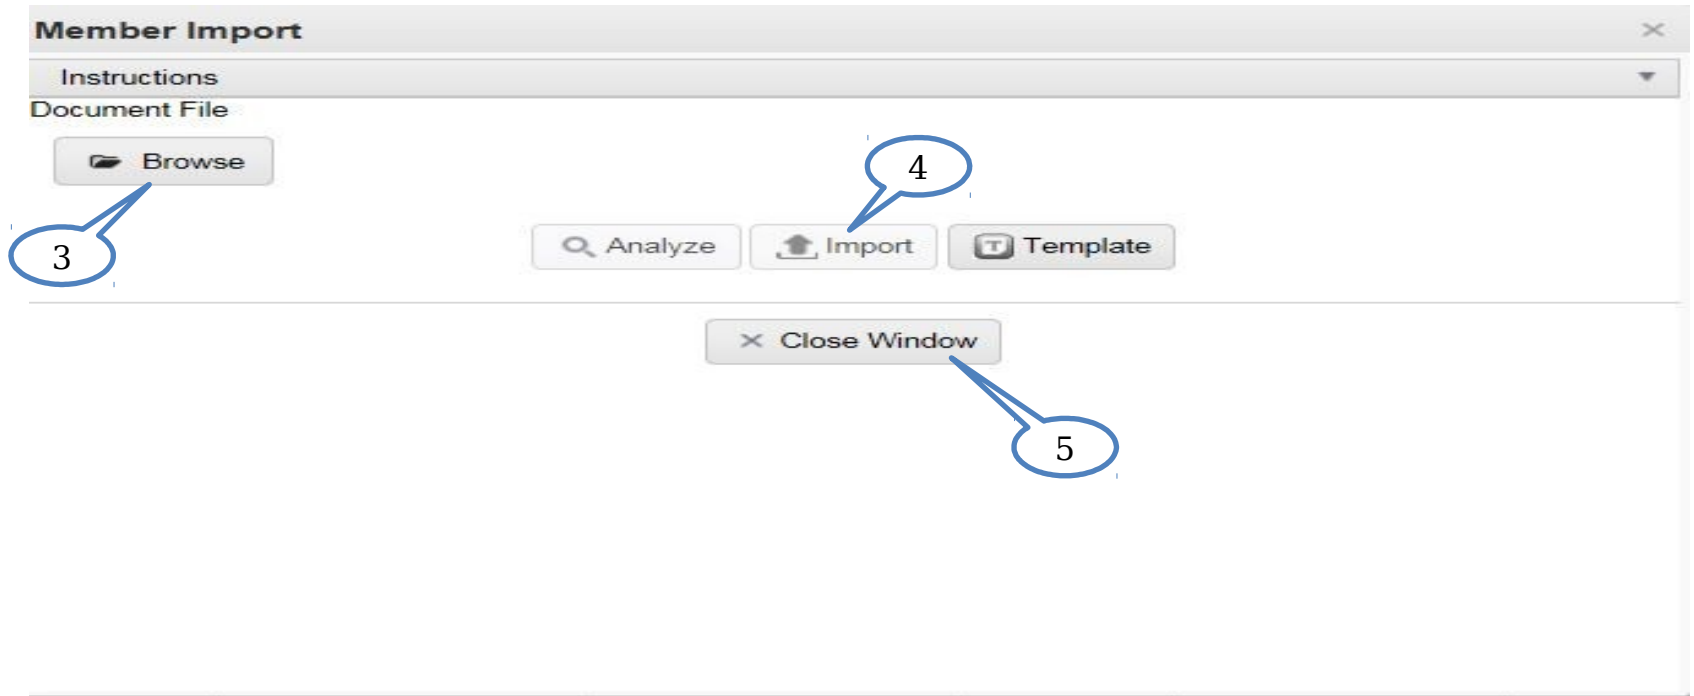 Member Import
Instructions
Document File
Browse
4
3
Analyze Import T Template
Close Window
5